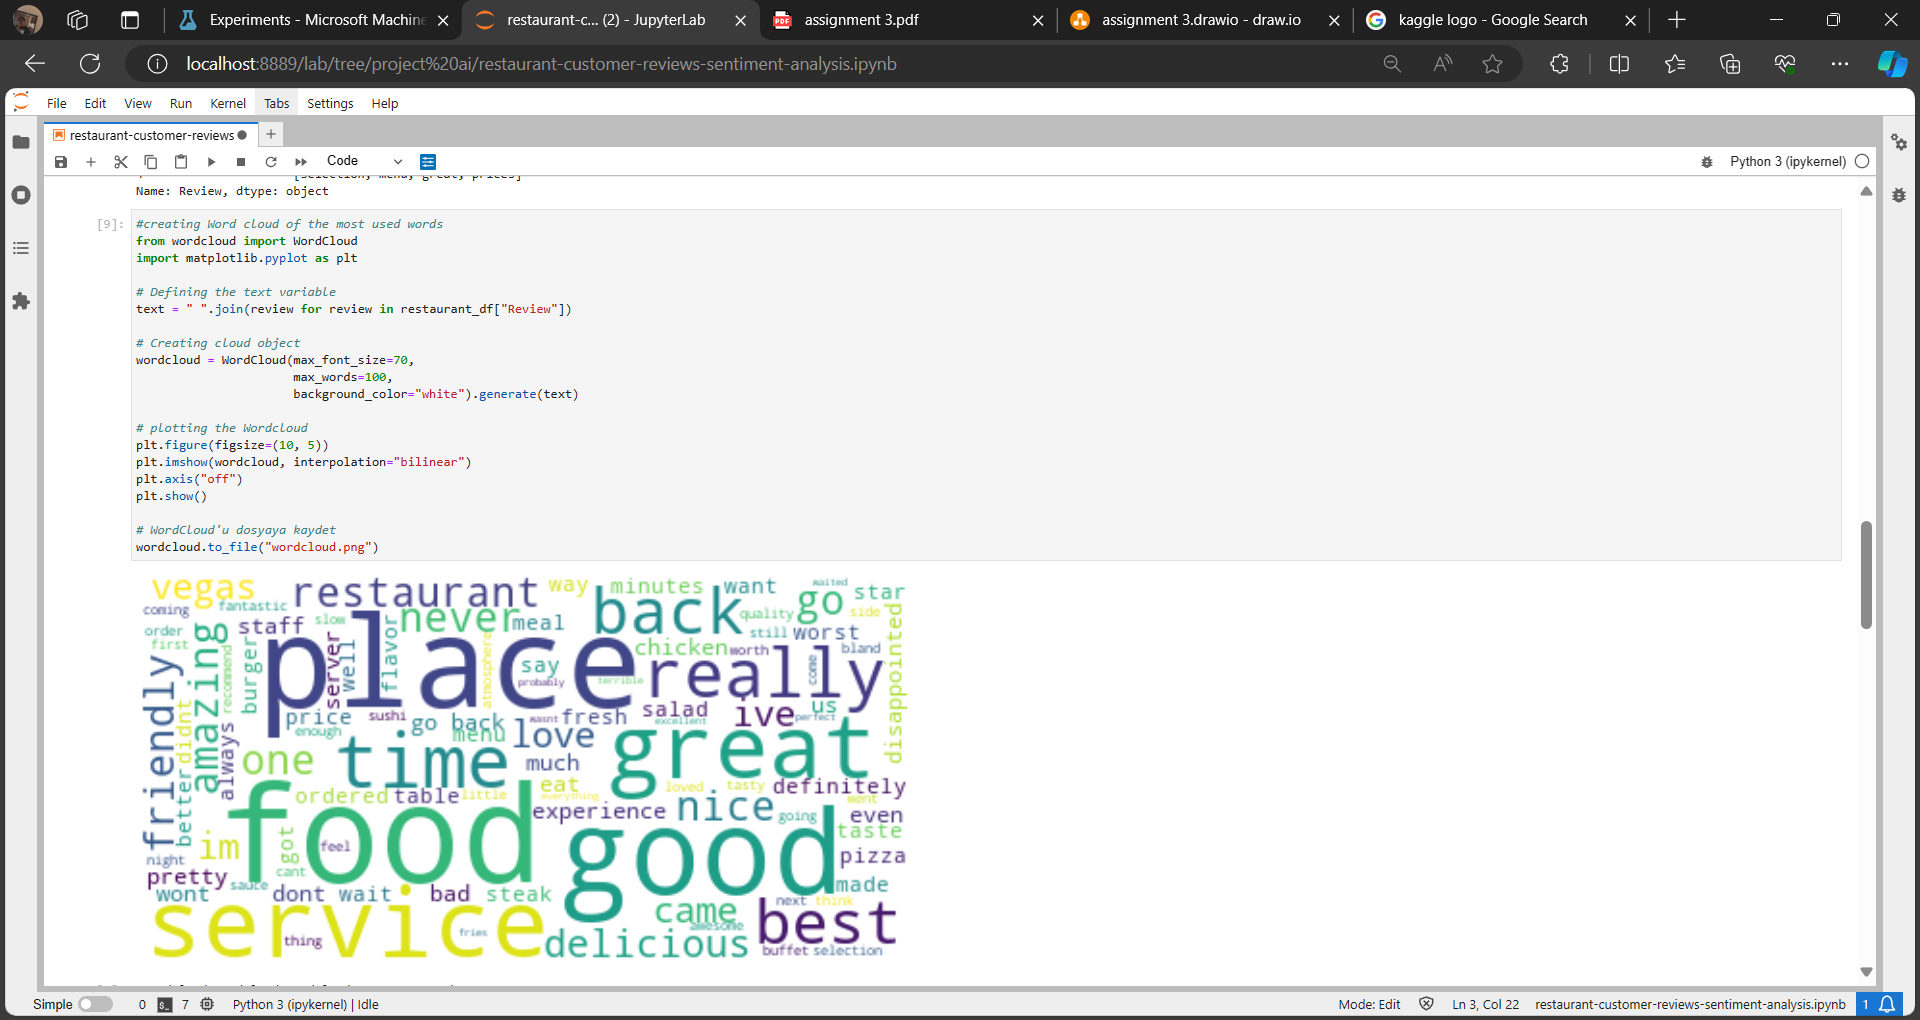 Experiments - Microsoft Machine
restaurant-c... (2) - JupyterLab
assignment 3.pdf
assignment 3.drawio - draw.io
kaggle logo - Google Search
localhost:8889/lab/tree/project%20ai/restaurant-customer-reviews-sentiment-analysis.ipynb
File Edit View Run Kernel Tabs Settings Help
restaurant-customer-reviews
Code
Python 3 (ipykernel)
[selection, menu, great, prices]
Name: Review, dtype: object
[9]:
#creating Word cloud of the most used words
from wordcloud import WordCloud
import matplotlib.pyplot as plt
# Defining the text variable
text = " ".join(review for review in restaurant_df["Review"])
# Creating cloud object
wordcloud = WordCloud(max_font_size=70,
max_words=100,
background_color="white").generate(text)
# plotting the Wordcloud
plt.figure(figsize=(10, 5))
plt.imshow(wordcloud, interpolation="bilinear")
plt.axis("off")
plt.show()
# WordCloud'u dosyaya kaydet
wordcloud.to_file("wordcloud.png")
vegas restaurant way minutes want waited
coming fantastic never back quality go star side
order staff slow meal still worst
first amazing recommend burger server well flavor atmosphere say chicken worth bland disappointed
place probably terrible really come
friendly didnt always price sushi go back wasnt fresh salad ive us perfect
enough menu love excellent
one time much great
better ordered table little eat everything loved tasty definitely
food experience nice going went even
im got feel good taste
night cant pizza
pretty sauce made
wont dont wait bad steak next think
service fries came awesome best
thing delicious buffet selection
Simple 0 7 Python 3 (ipykernel) | Idle
Mode: Edit Ln 3, Col 22 restaurant-customer-reviews-sentiment-analysis.ipynb 1